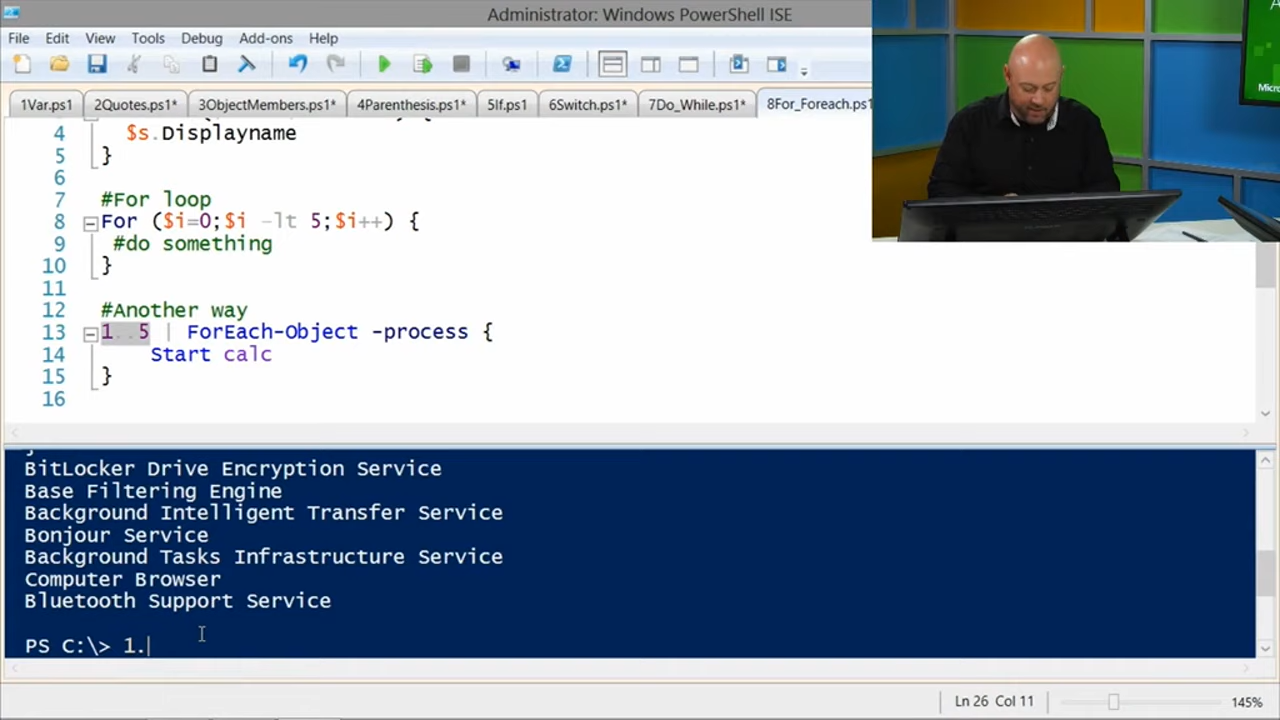 Administrator: Windows PowerShell ISE
File Edit View Tools Debug Add-ons Help
1Var.ps1 2Quotes.ps1* 3ObjectMembers.ps1* 4Parenthesis.ps1* 5If.ps1 6Switch.ps1* 7Do_While.ps1* 8For_Foreach.ps1
4 $s.Displayname
5 }
6
7 #For loop
8 For ($i=0;$i -lt 5;$i++) {
9 #do something
10 }
11
12 #Another way
13 1..5 | ForEach-Object -process {
14 Start calc
15 }
16
BitLocker Drive Encryption Service
Base Filtering Engine
Background Intelligent Transfer Service
Bonjour Service
Background Tasks Infrastructure Service
Computer Browser
Bluetooth Support Service
PS C:\> 1.
Ln 26 Col 11 145%
Micro